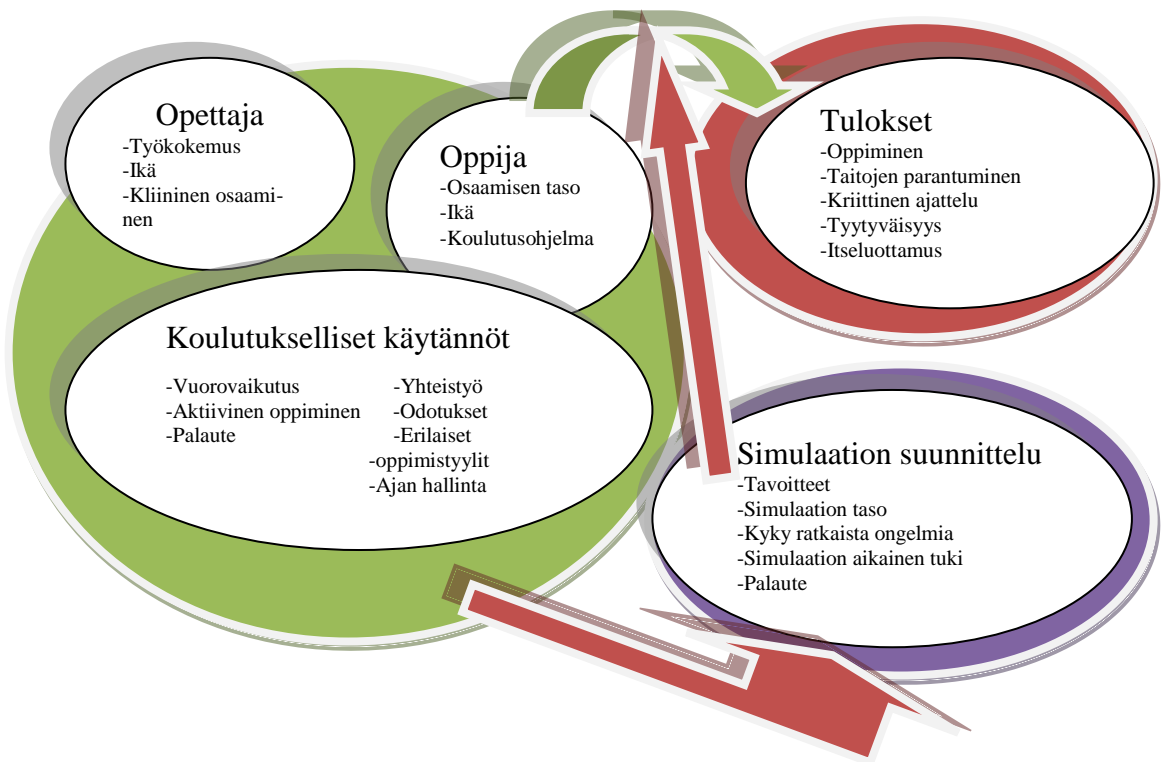 Opettaja
-Työkokemus
-Ikä
-Kliininen osaami-
nen
Oppija
-Osaamisen taso
-Ikä
-Koulutusohjelma
Tulokset
-Oppiminen
-Taitojen parantuminen
-Kriittinen ajattelu
-Tyytyväisyys
-Itseluottamus
Koulutukselliset käytännöt
-Vuorovaikutus -Yhteistyö
-Aktiivinen oppiminen -Odotukset
-Palaute -Erilaiset
-oppimistyylit
-Ajan hallinta
Simulaation suunnittelu
-Tavoitteet
-Simulaation taso
-Kyky ratkaista ongelmia
-Simulaation aikainen tuki
-Palaute